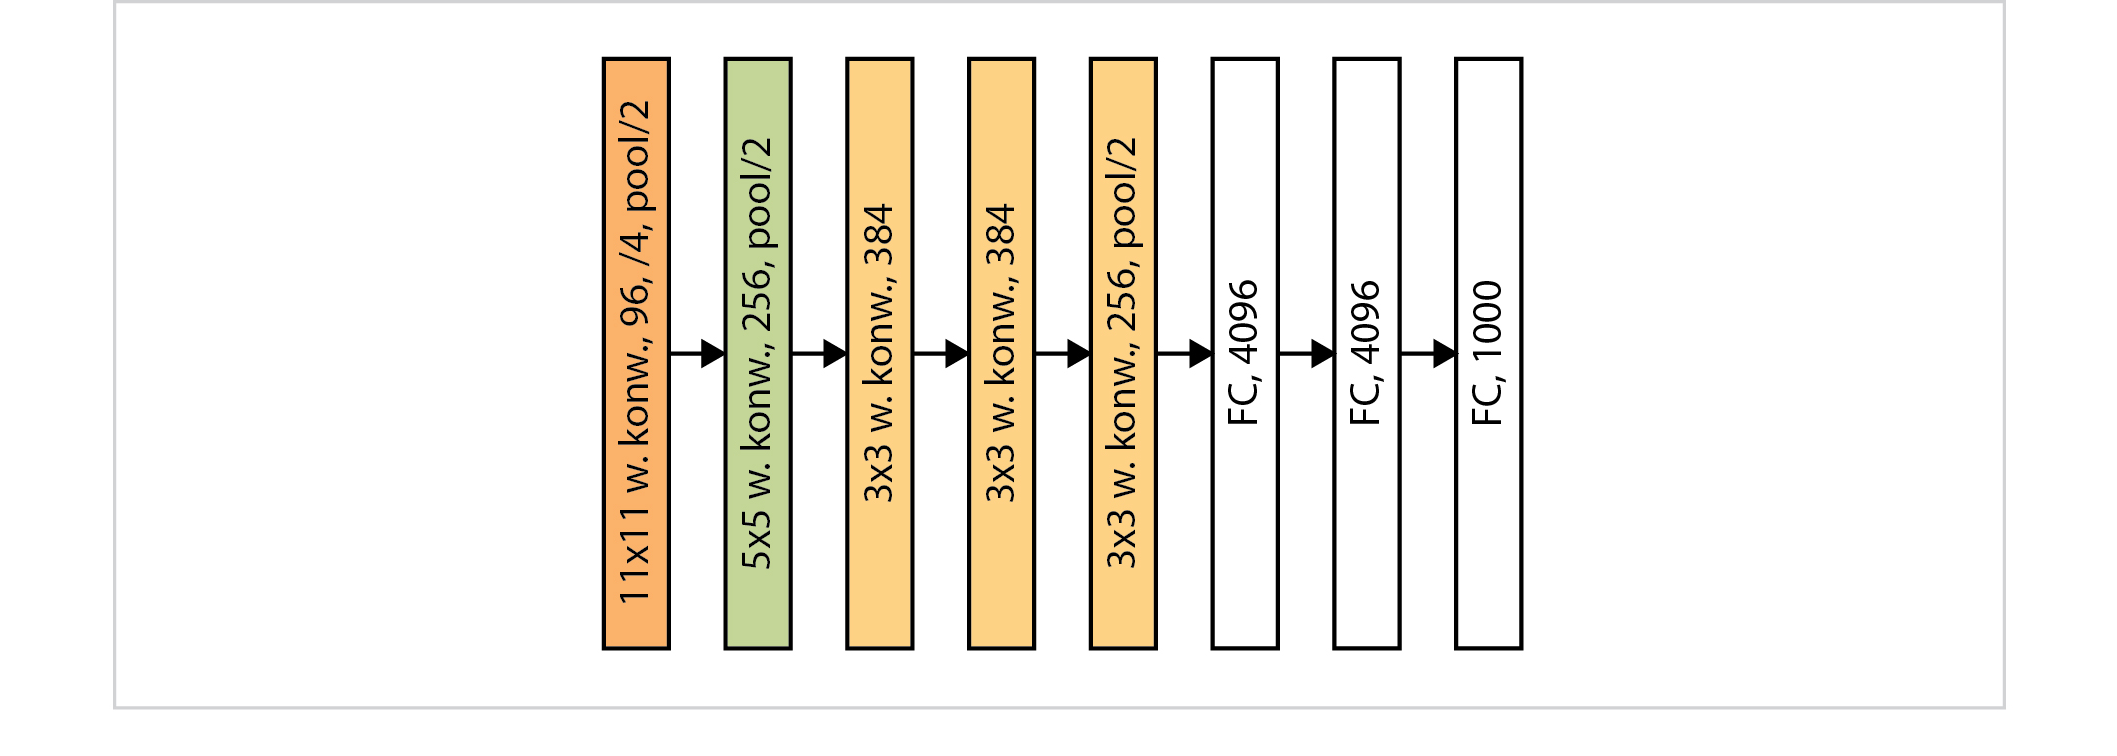 11x11 w. konw., 96, /4, pool/2
5x5 w. konw., 256, pool/2
3x3 w. konw., 384
3x3 w. konw., 384
3x3 w. konw., 256, pool/2
FC, 4096
FC, 4096
FC, 1000